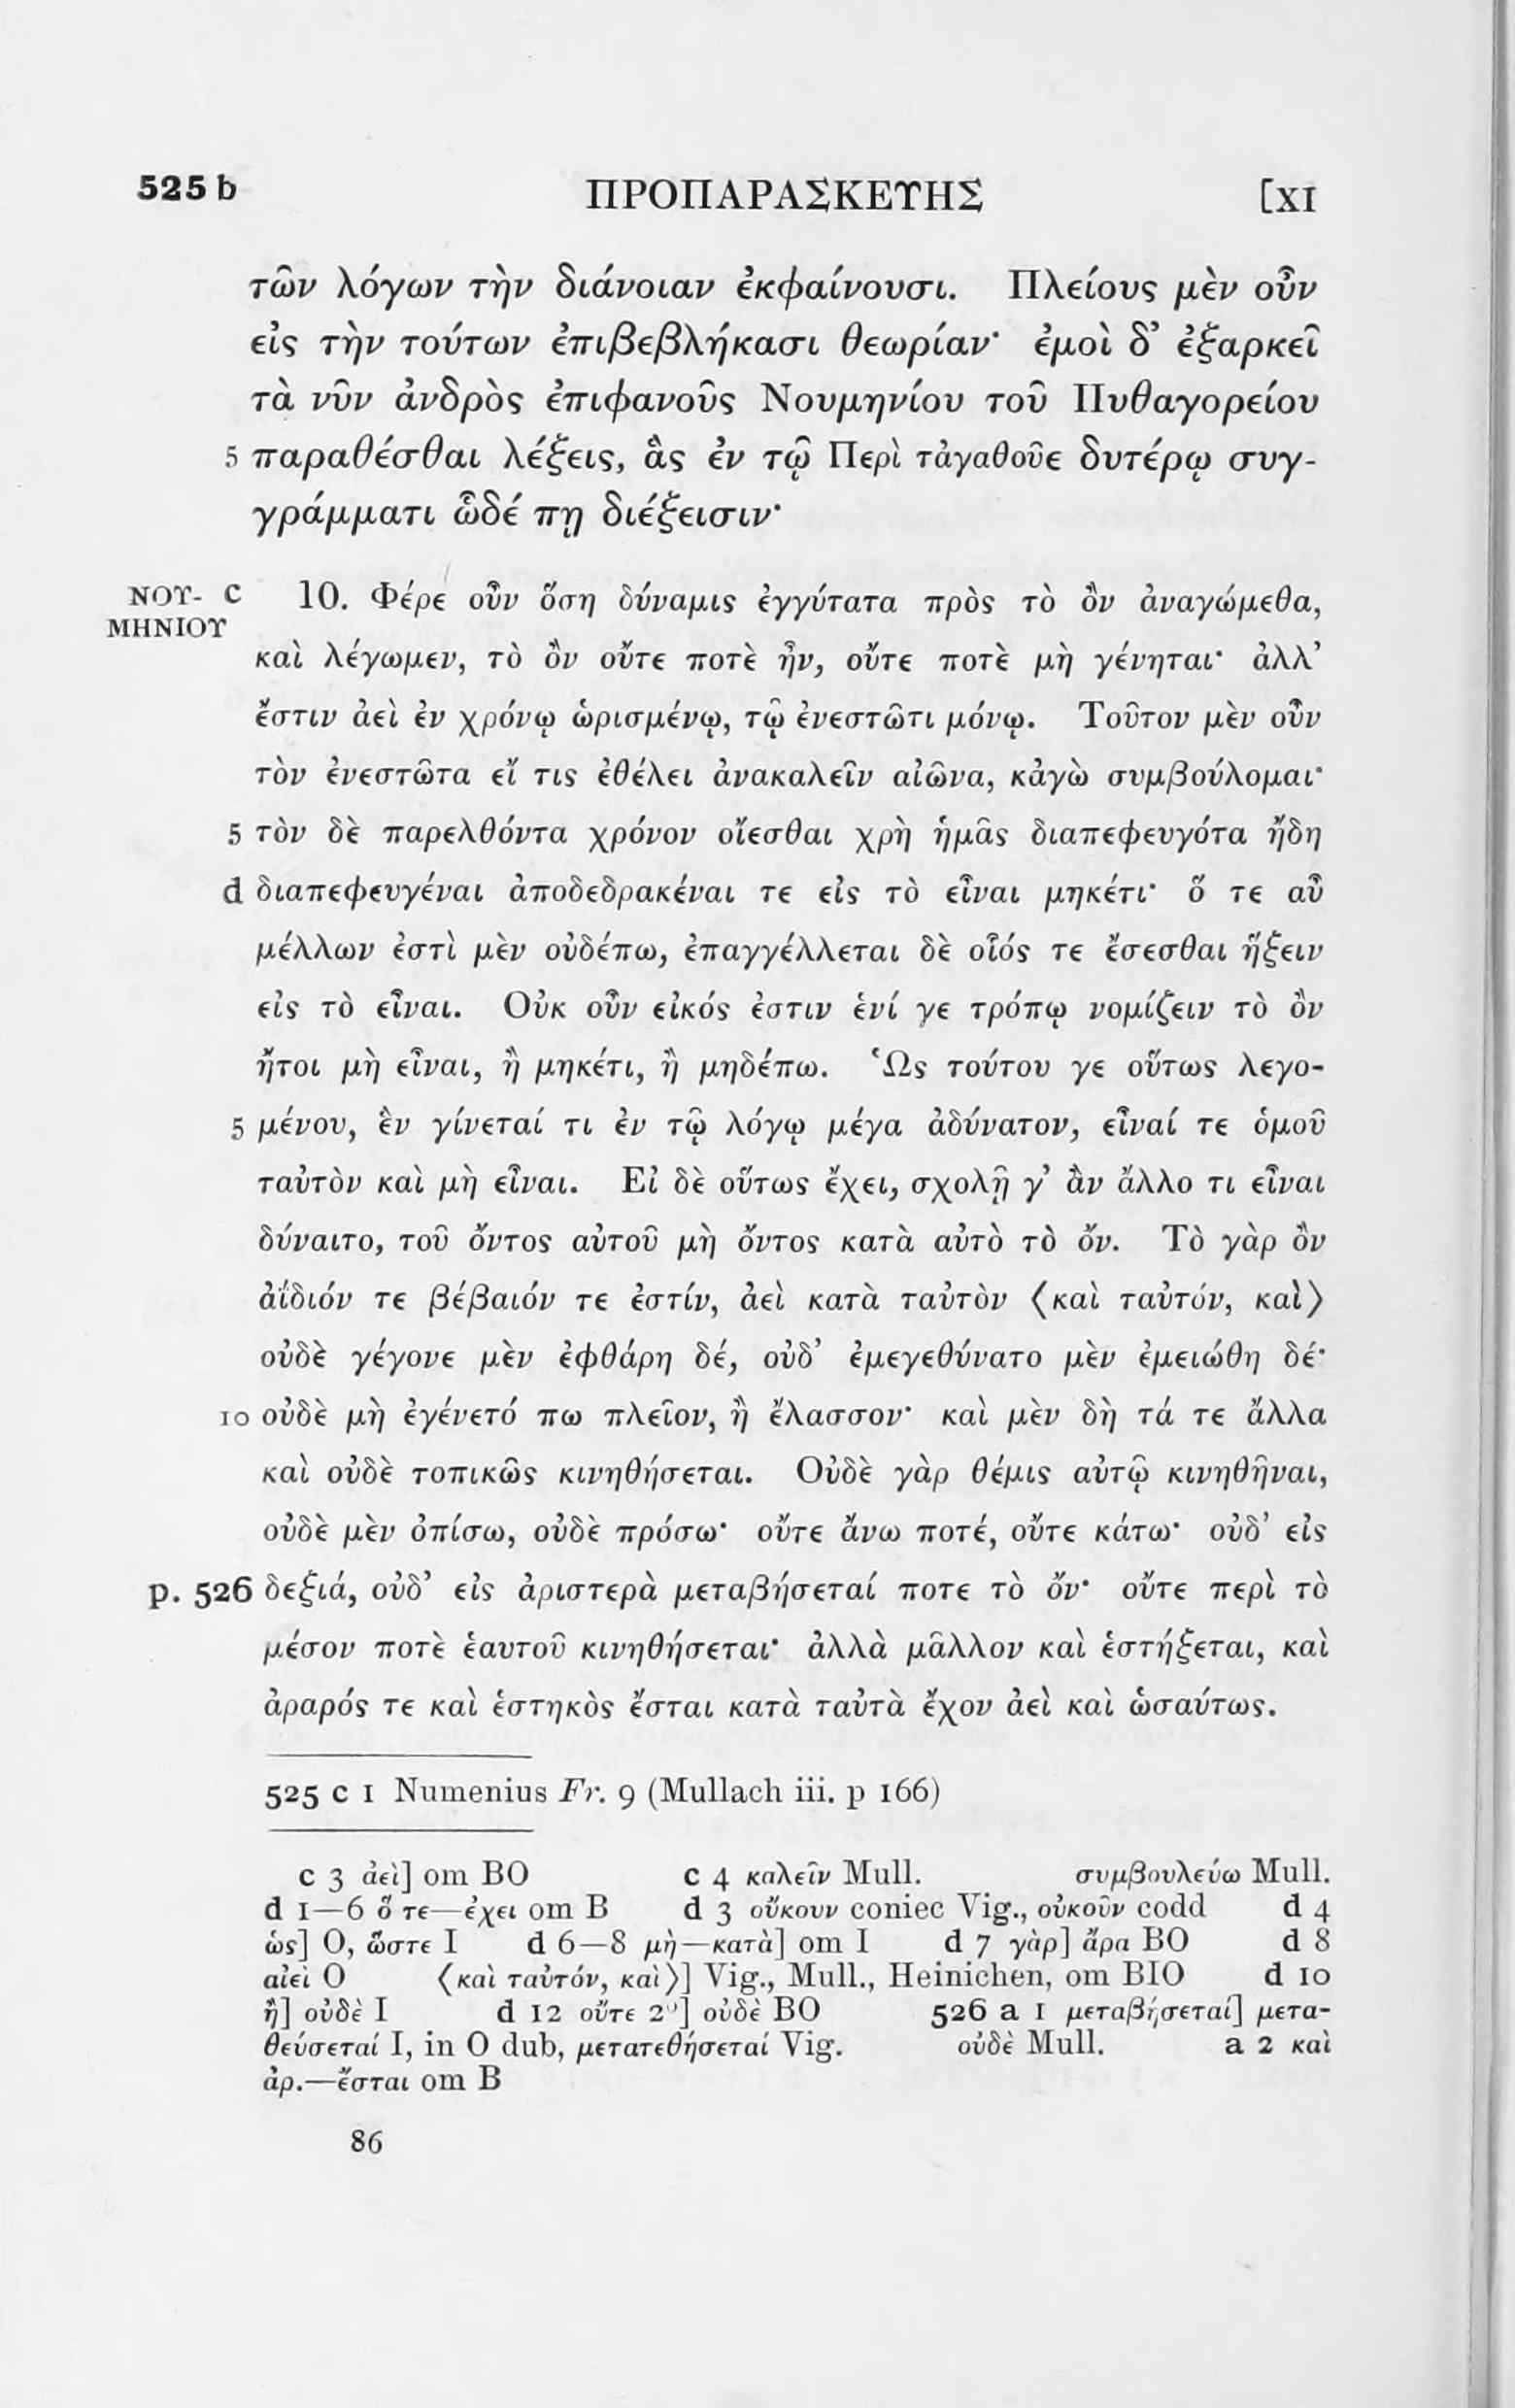 525 b ΠΡΟΠΑΡΑΣΚΕΥΗΣ [XI
τῶν λόγων τὴν διάνοιαν ἐκφαίνουσι. Πλείους μὲν οὖν
εἰς τὴν τούτων ἐπιβεβλήκασι θεωρίαν· ἐμοὶ δ’ ἐξαρκεῖ
τὰ νῦν ἀνδρὸς ἐπιφανοῦς Νουμηνίου τοῦ Πυθαγορείου
5 παραθέσθαι λέξεις, ἃς ἐν τῷ Περὶ τἀγαθοῦε δυτέρῳ συγ-
γράμματι ὧδέ πη διέξεισιν·
ΝΟΥ- c 10. Φέρε οὖν ὅση δύναμις ἐγγύτατα πρὸς τὸ ὂν ἀναγώμεθα,
ΜΗΝΙΟΥ
καὶ λέγωμεν, τὸ ὂν οὔτε ποτὲ ἦν, οὔτε ποτὲ μὴ γένηται· ἀλλ’
ἔστιν ἀεὶ ἐν χρόνῳ ὡρισμένῳ, τῷ ἐνεστῶτι μόνῳ. Τοῦτον μὲν οὖν
τὸν ἐνεστῶτα εἴ τις ἐθέλει ἀνακαλεῖν αἰῶνα, κἀγὼ συμβούλομαι·
5 τὸν δὲ παρελθόντα χρόνον οἴεσθαι χρὴ ἡμᾶς διαπεφευγότα ἤδη
d διαπεφευγέναι ἀποδεδρακέναι τε εἰς τὸ εἶναι μηκέτι· ὅ τε αὖ
μέλλων ἐστὶ μὲν οὐδέπω, ἐπαγγέλλεται δὲ οἷός τε ἔσεσθαι ἥξειν
εἰς τὸ εἶναι. Οὐκ οὖν εἰκός ἐστιν ἑνί γε τρόπῳ νομίζειν τὸ ὂν
ἤτοι μὴ εἶναι, ἢ μηκέτι, ἢ μηδέπω. Ὡς τούτου γε οὕτως λεγο-
5 μένου, ἓν γίνεταί τι ἐν τῷ λόγῳ μέγα ἀδύνατον, εἶναί τε ὁμοῦ
ταὐτὸν καὶ μὴ εἶναι. Εἰ δὲ οὕτως ἔχει, σχολῇ γ’ ἂν ἄλλο τι εἶναι
δύναιτο, τοῦ ὄντος αὐτοῦ μὴ ὄντος κατὰ αὐτὸ τὸ ὄν. Τὸ γὰρ ὂν
ἀΐδιόν τε βέβαιόν τε ἐστίν, ἀεὶ κατὰ ταὐτὸν ⟨καὶ ταὐτόν, καὶ⟩
οὐδὲ γέγονε μὲν ἐφθάρη δέ, οὐδ’ ἐμεγεθύνατο μὲν ἐμειώθη δέ·
10 οὐδὲ μὴ ἐγένετό πω πλεῖον, ἢ ἔλασσον· καὶ μὲν δὴ τά τε ἄλλα
καὶ οὐδὲ τοπικῶς κινηθήσεται. Οὐδὲ γὰρ θέμις αὐτῷ κινηθῆναι,
οὐδὲ μὲν ὀπίσω, οὐδὲ πρόσω· οὔτε ἄνω ποτέ, οὔτε κάτω· οὐδ’ εἰς
p. 526 δεξιά, οὐδ’ εἰς ἀριστερὰ μεταβήσεταί ποτε τὸ ὄν· οὔτε περὶ τὸ
μέσον ποτὲ ἑαυτοῦ κινηθήσεται· ἀλλὰ μᾶλλον καὶ ἑστήξεται, καὶ
ἀραρός τε καὶ ἑστηκὸς ἔσται κατὰ ταὐτὰ ἔχον ἀεὶ καὶ ὡσαύτως.
525 c 1 Numenius Fr. 9 (Mullach iii. p 166)
c 3 ἀεὶ] om BO c 4 καλεῖν Mull. συμβουλεύω Mull.
d 1—6 ὅ τε—ἔχει om B d 3 οὔκουν coniec Vig., οὐκοῦν codd d 4
ὡς] O, ὥστε I d 6—8 μὴ—κατὰ] om I d 7 γὰρ] ἄρα BO d 8
αἰεὶ O ⟨καὶ ταὐτόν, καὶ⟩] Vig., Mull., Heinichen, om BIO d 10
ἢ] οὐδὲ I d 12 οὔτε 2º] οὐδὲ BO 526 a 1 μεταβήσεταί] μετα-
θεύσεταί I, in O dub, μετατεθήσεταί Vig. οὐδὲ Mull. a 2 καὶ
ἀρ.—ἔσται om B
86